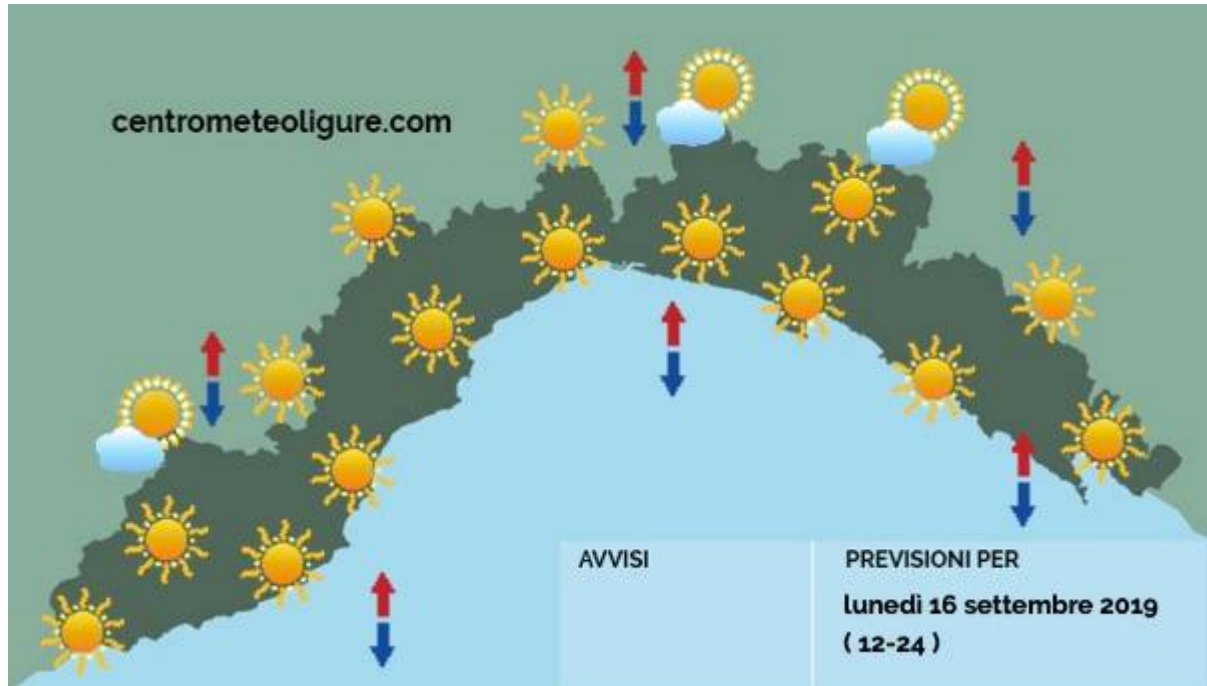 centrometeoligure.com
AVVISI
PREVISIONI PER
lunedì 16 settembre 2019
( 12-24 )